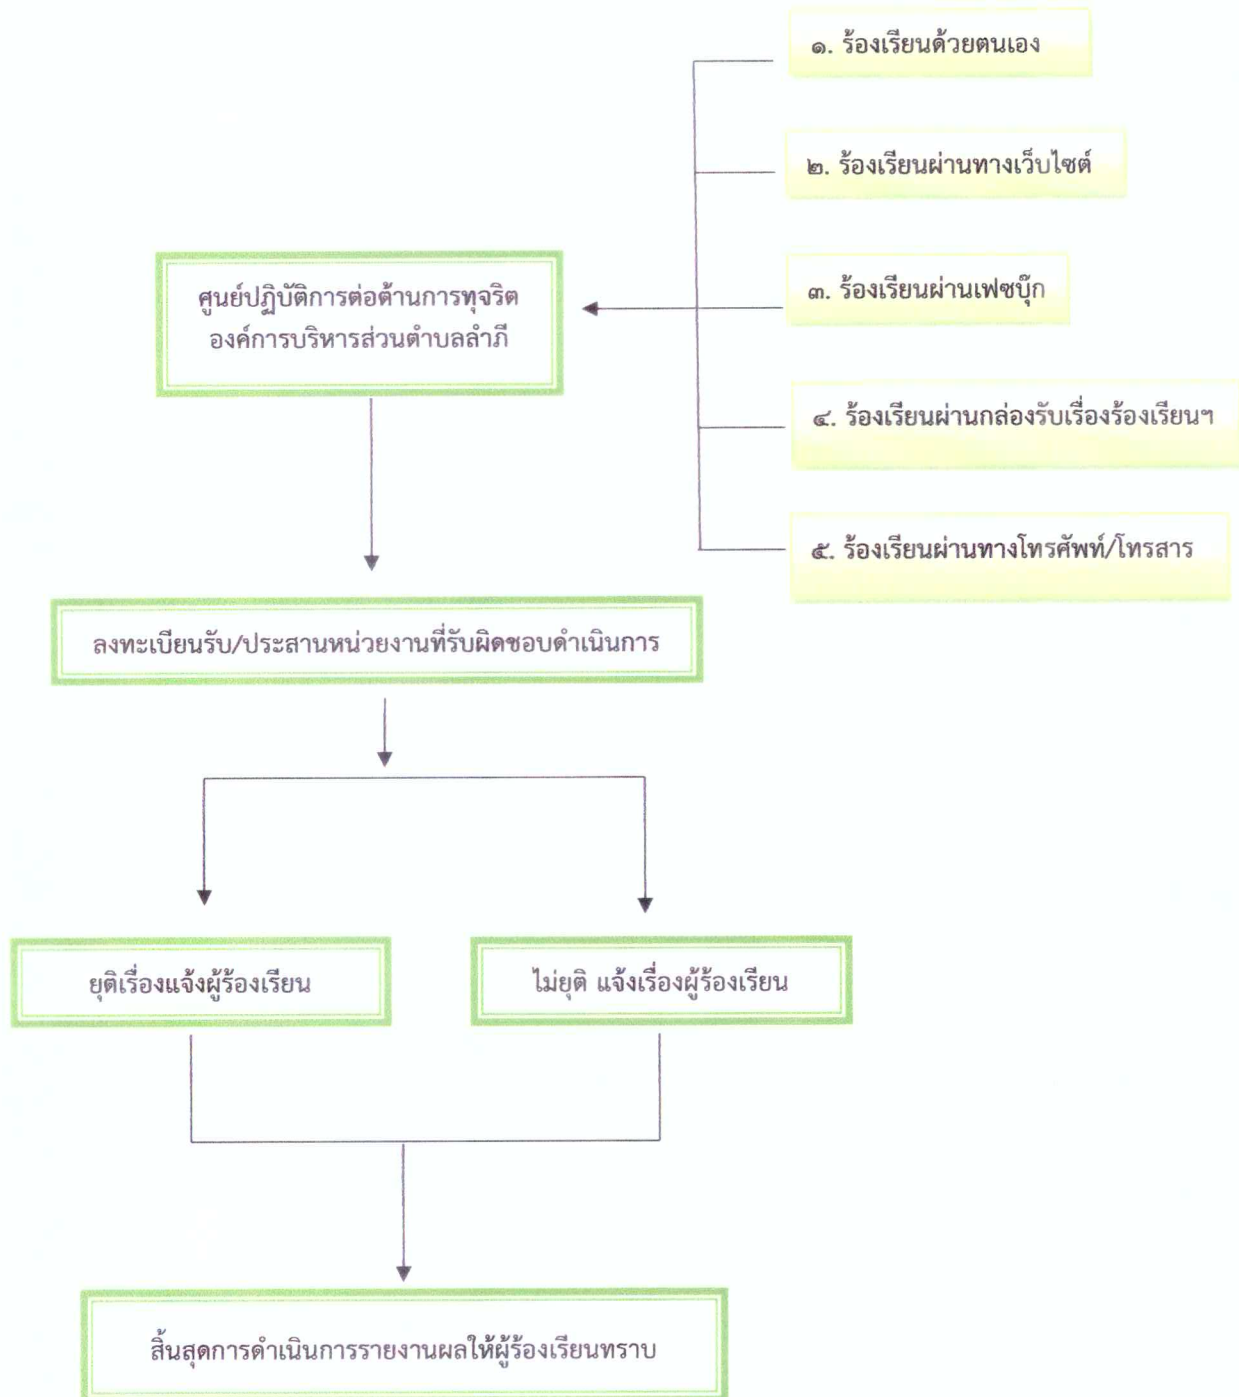 ๑. ร้องเรียนด้วยตนเอง
๒. ร้องเรียนผ่านทางเว็บไซต์
ศูนย์ปฏิบัติการต่อต้านการทุจริต
องค์การบริหารส่วนตำบลลำภี
๓. ร้องเรียนผ่านเฟซบุ๊ก
๔. ร้องเรียนผ่านกล่องรับเรื่องร้องเรียนฯ
๕. ร้องเรียนผ่านทางโทรศัพท์/โทรสาร
ลงทะเบียนรับ/ประสานหน่วยงานที่รับผิดชอบดำเนินการ
ยุติเรื่องแจ้งผู้ร้องเรียน
ไม่ยุติ แจ้งเรื่องผู้ร้องเรียน
สิ้นสุดการดำเนินการรายงานผลให้ผู้ร้องเรียนทราบ